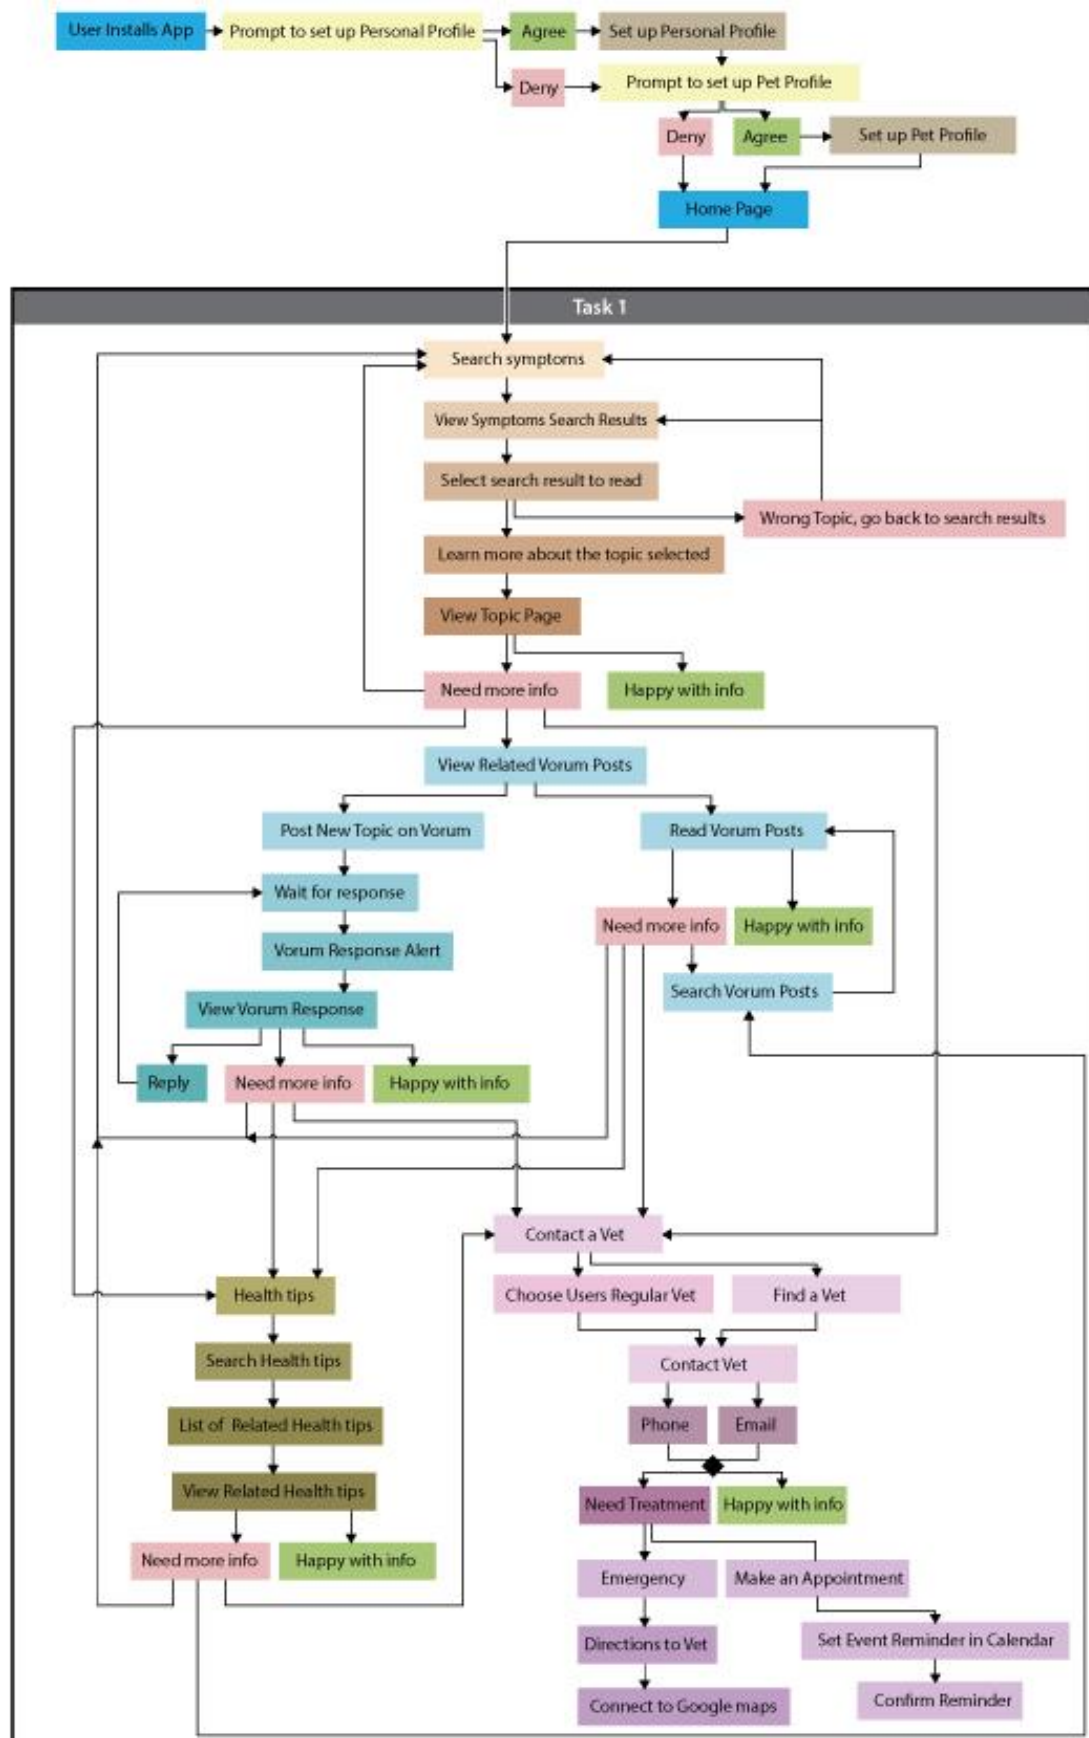 User Installs App
Prompt to set up Personal Profile
Agree
Set up Personal Profile
Deny
Prompt to set up Pet Profile
Deny
Agree
Set up Pet Profile
Home Page
Task 1
Search symptoms
View Symptoms Search Results
Select search result to read
Wrong Topic, go back to search results
Learn more about the topic selected
View Topic Page
Need more info
Happy with info
View Related Vorum Posts
Post New Topic on Vorum
Read Vorum Posts
Wait for response
Need more info
Happy with info
Vorum Response Alert
Search Vorum Posts
View Vorum Response
Reply
Need more info
Happy with info
Contact a Vet
Health tips
Choose Users Regular Vet
Find a Vet
Search Health tips
Contact Vet
List of Related Health tips
Phone
Email
View Related Health tips
Need Treatment
Happy with info
Need more info
Happy with info
Emergency
Make an Appointment
Directions to Vet
Set Event Reminder in Calendar
Connect to Google maps
Confirm Reminder